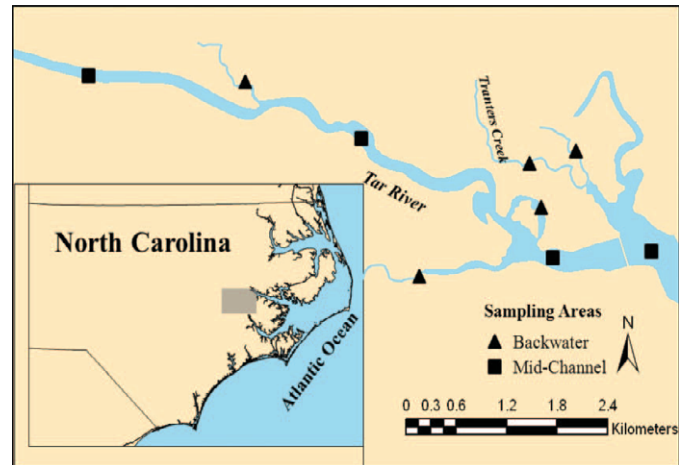 Tranters Creek
Tar River
North Carolina
Atlantic Ocean
Sampling Areas
Backwater
Mid-Channel
N
0 0.3 0.6 1.2 1.8 2.4
Kilometers